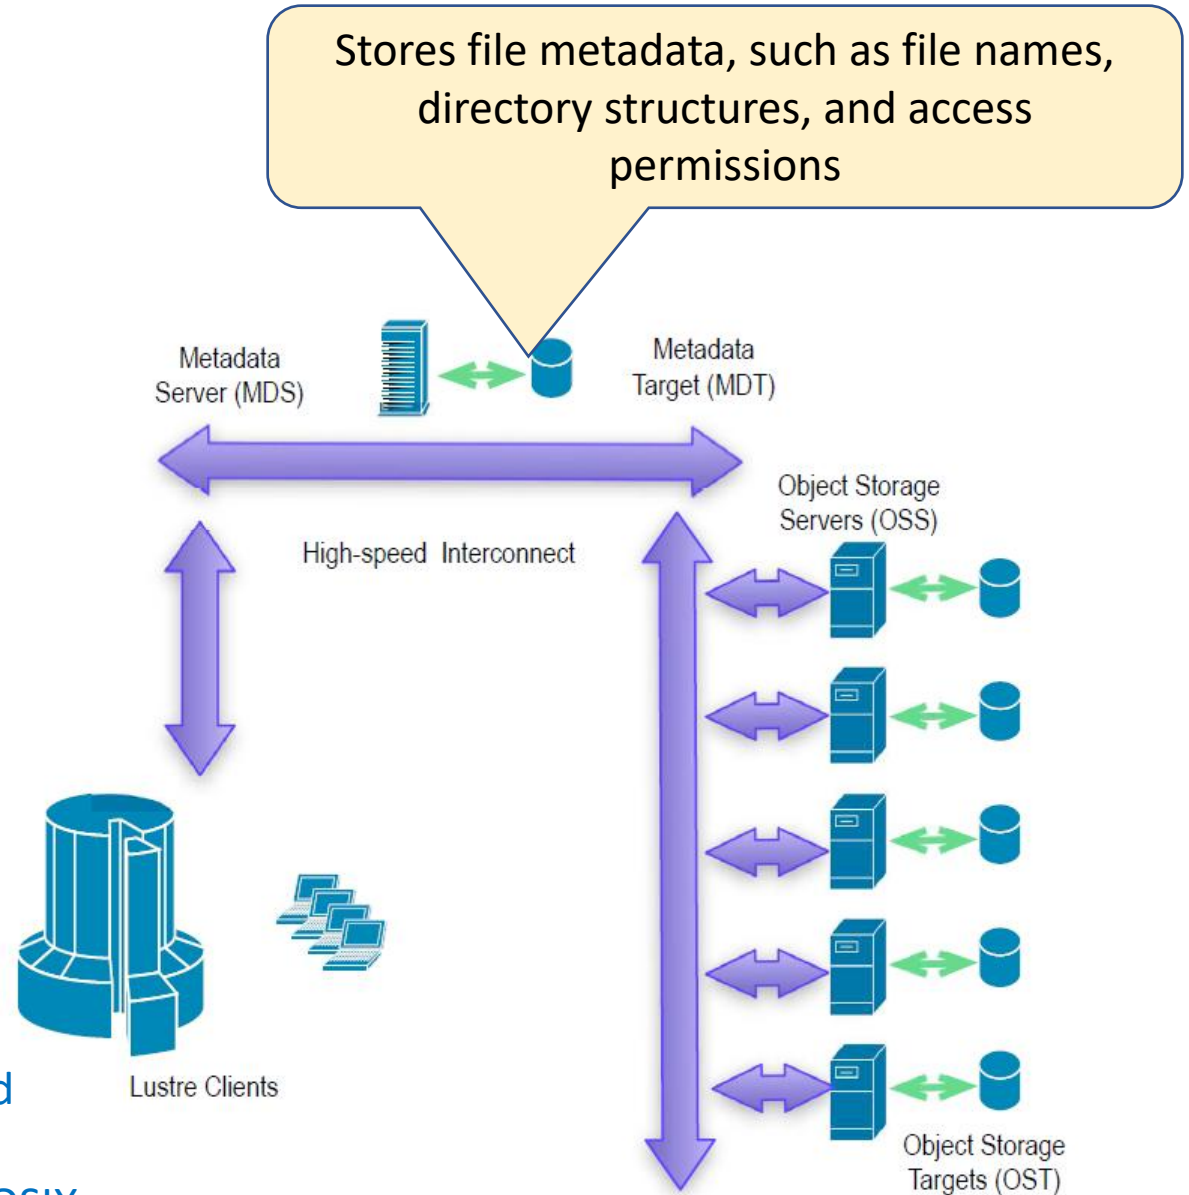 Stores file metadata, such as file names,
directory structures, and access
permissions
Metadata
Server (MDS)
Metadata
Target (MDT)
High-speed Interconnect
Object Storage
Servers (OSS)
Lustre Clients
Object Storage
Targets (OST)